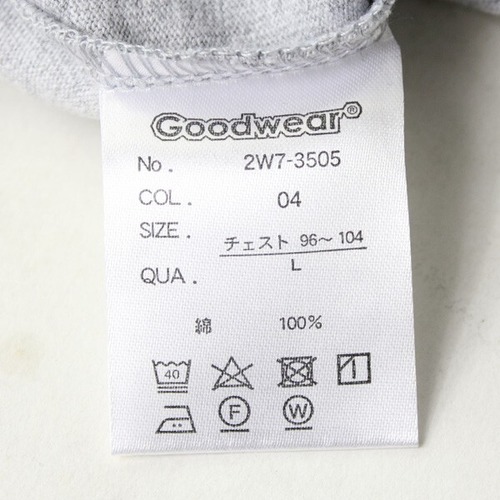 Goodwear®
No. 2W7-3505
COL. 04
SIZE. チェスト 96〜104
L
QUA.
綿 100%
40
F W